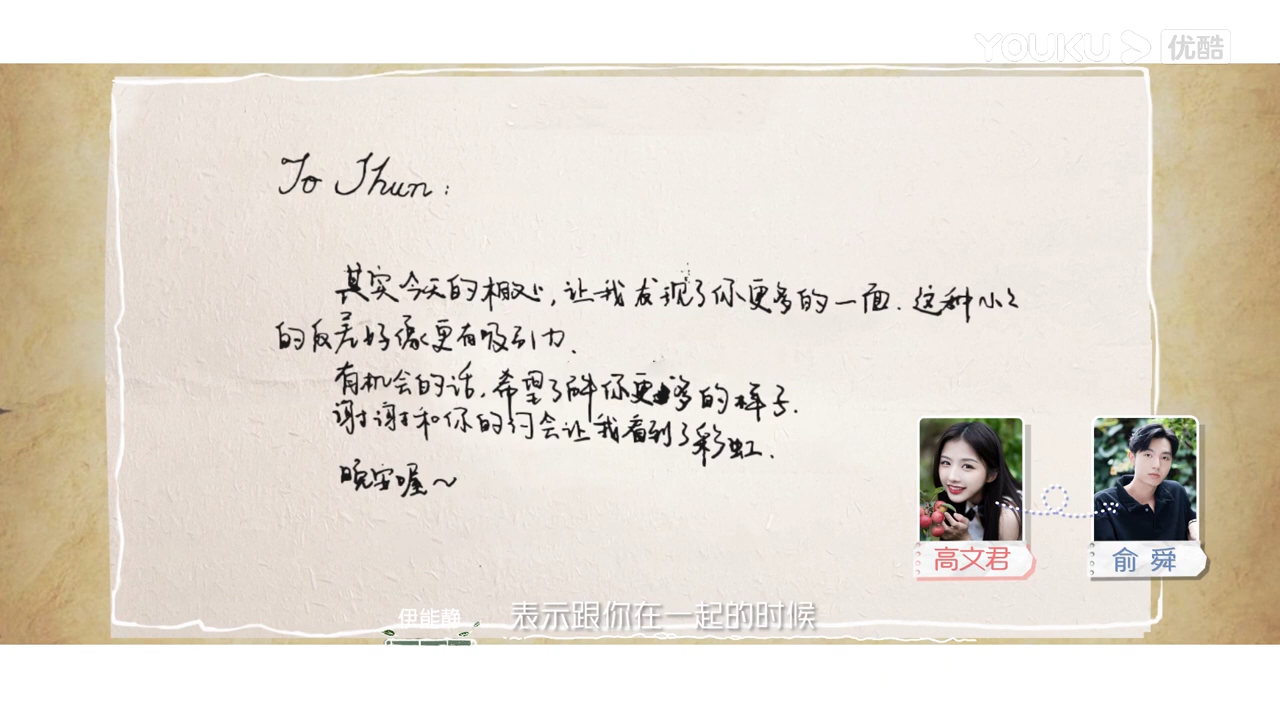 YOUKU 优酷
To Shun:
其实今天的相处,让我发现了你更多的一面.这种小小
的反差好像更有吸引力.
有机会的话,希望了解你更多的样子.
谢谢和你的约会让我看到了彩虹.
晚安喔~
高文君
俞舜
伊能静
表示跟你在一起的时候